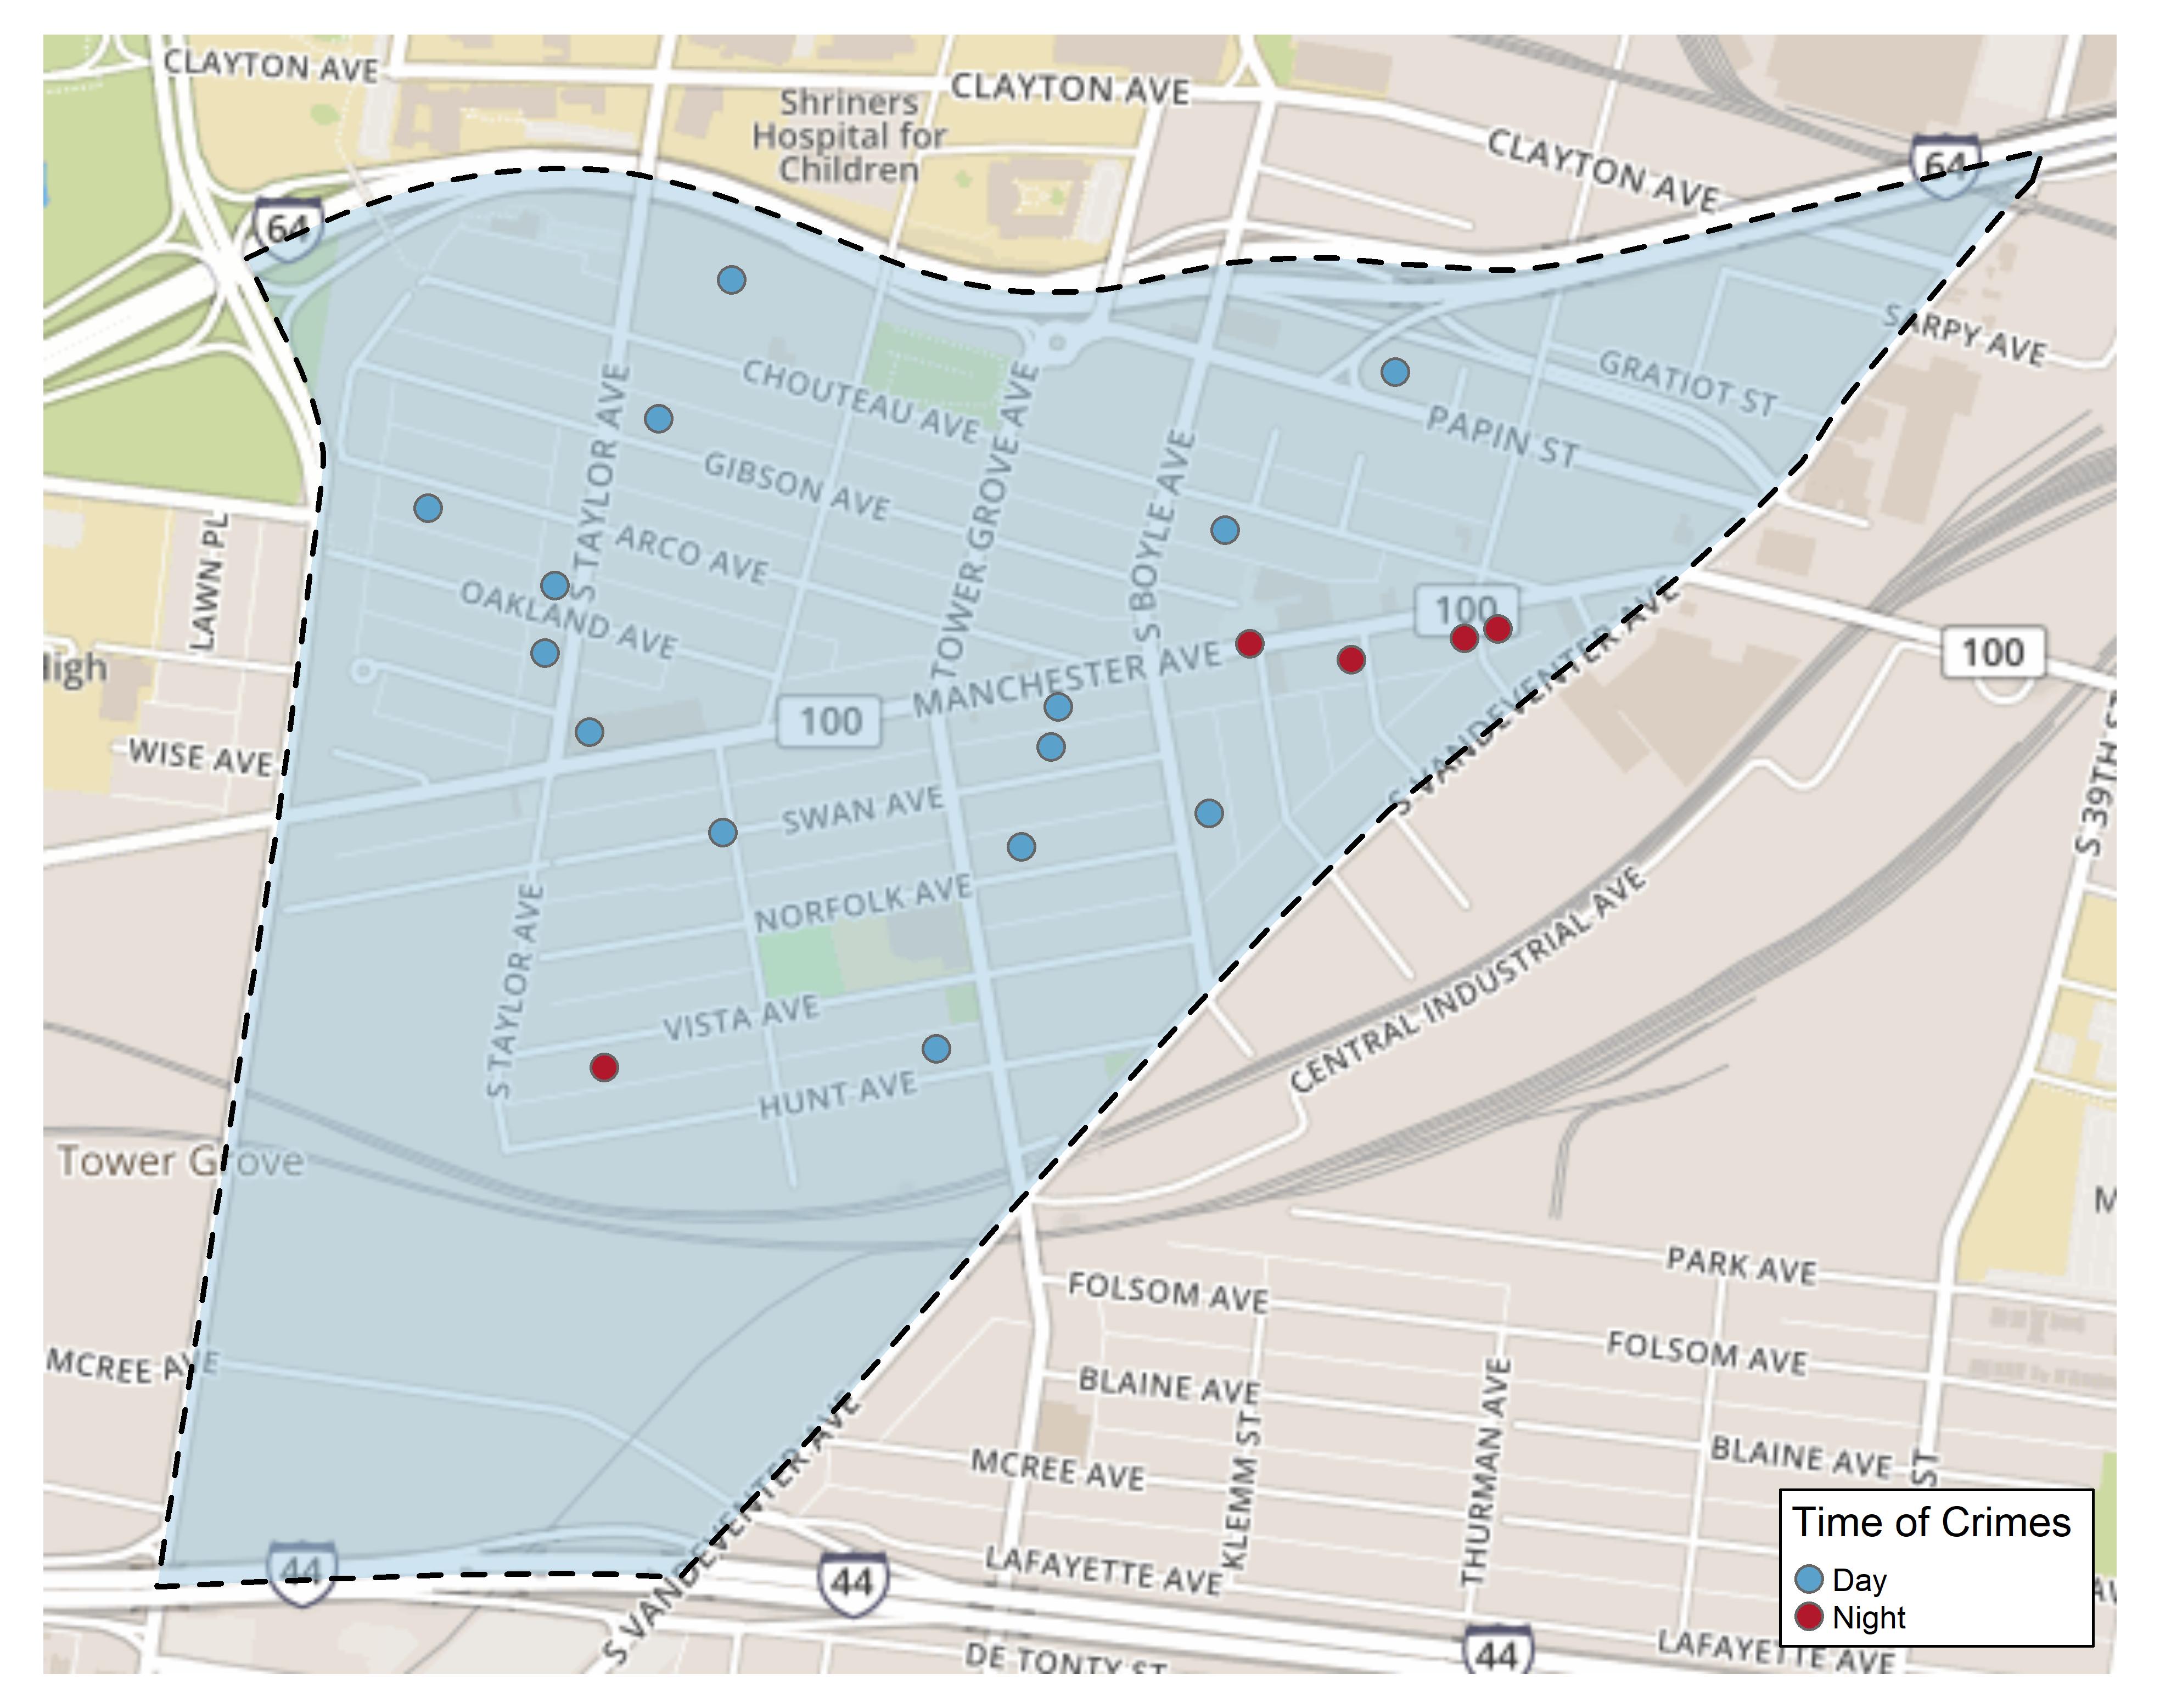 CLAYTON AVE
CLAYTON AVE
Shriners
Hospital for
Children
CLAYTON AVE
64
64
SARPY AVE
GRATIOT ST
CHOUTEAU AVE
PAPIN ST
S TAYLOR AVE
TOWER GROVE AVE
S BOYLE AVE
GIBSON AVE
ARCO AVE
LAWN PL
OAKLAND AVE
100
100
100
MANCHESTER AVE
S VANDEVENTER AVE
WISE AVE
SWAN AVE
S 39TH ST
NORFOLK AVE
S TAYLOR AVE
CENTRAL INDUSTRIAL AVE
VISTA AVE
HUNT AVE
Tower Grove
PARK AVE
FOLSOM AVE
FOLSOM AVE
MCREE AVE
BLAINE AVE
BLAINE AVE
KLEMM ST
THURMAN AVE
ST
MCREE AVE
S VANDEVENTER AVE
44
44
44
LAFAYETTE AVE
LAFAYETTE AVE
DE TONTY ST
Time of Crimes
Day
Night